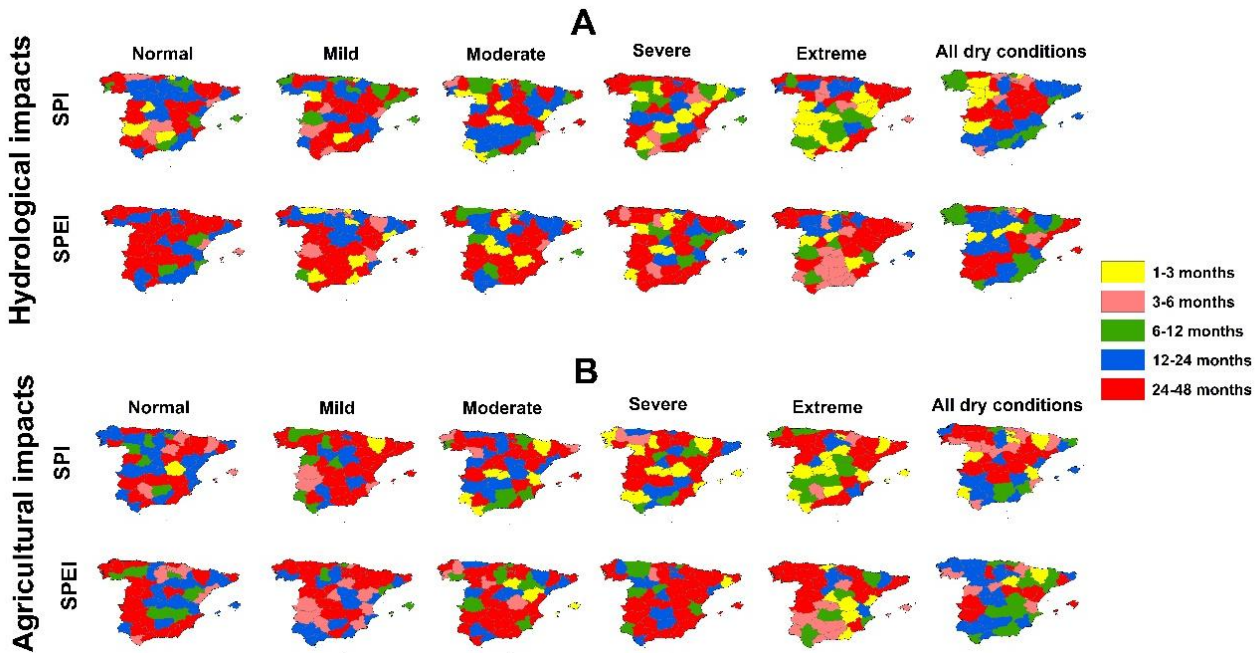 A
Normal Mild Moderate Severe Extreme All dry conditions
Hydrological impacts
SPI
SPEI
1-3 months
3-6 months
6-12 months
12-24 months
24-48 months
B
Normal Mild Moderate Severe Extreme All dry conditions
Agricultural impacts
SPI
SPEI